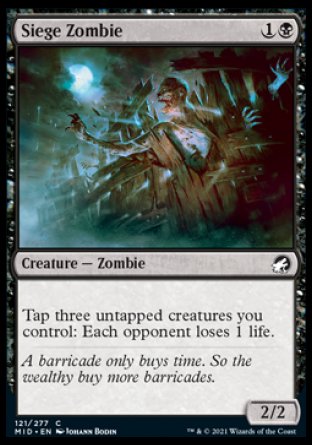 Siege Zombie 1
Creature — Zombie
Tap three untapped creatures you
control: Each opponent loses 1 life.
A barricade only buys time. So the
wealthy buy more barricades.
2/2
121/277 C
MID • EN Johann Bodin
™ & © 2021 Wizards of the Coast